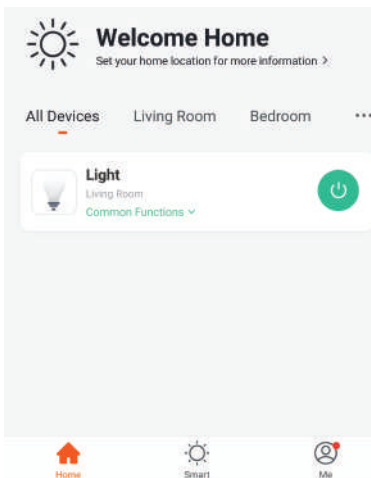 Welcome Home
Set your home location for more information >
All Devices Living Room Bedroom ...
Light
Living Room
Common Functions
Home Smart Me